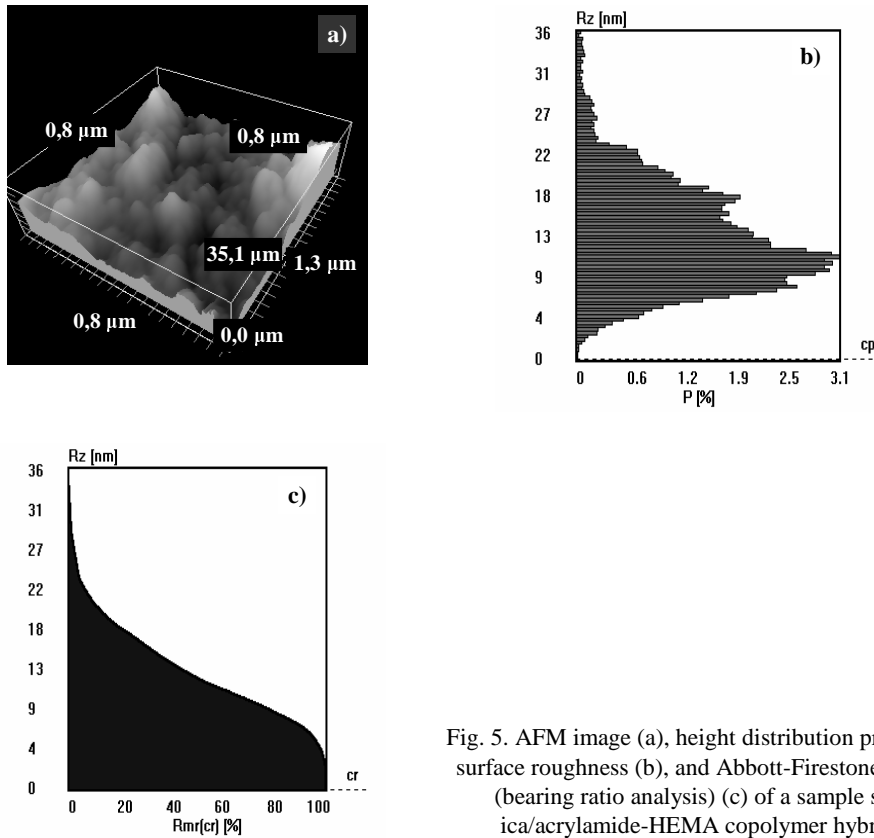 a)
0,8 µm
0,8 µm
35,1 µm
1,3 µm
0,8 µm
0,0 µm
Rz [nm]
b)
36
31
27
22
18
13
9
4
0
cp
0 0.6 1.2 1.9 2.5 3.1
P [%]
Rz [nm]
c)
36
31
27
22
18
13
9
4
0
cr
0 20 40 60 80 100
Rmr(cr) [%]
Fig. 5. AFM image (a), height distribution
surface roughness (b), and Abbott-Firestone
(bearing ratio analysis) (c) of a sample
ica/acrylamide-HEMA copolymer